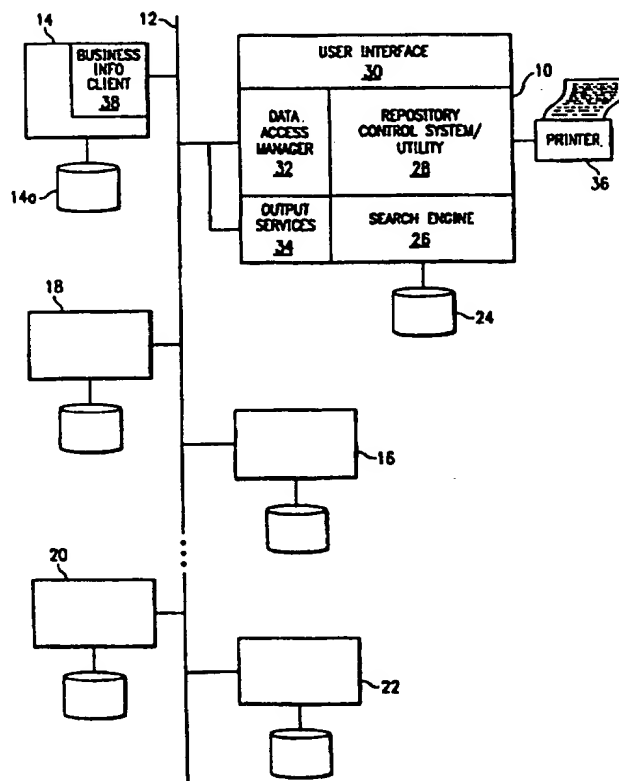 12
14
BUSINESS
INFO
CLIENT
38
14a
USER INTERFACE
30
10
DATA
ACCESS
MANAGER
32
REPOSITORY
CONTROL SYSTEM/
UTILITY
28
PRINTER
36
OUTPUT
SERVICES
34
SEARCH ENGINE
26
24
18
16
20
22